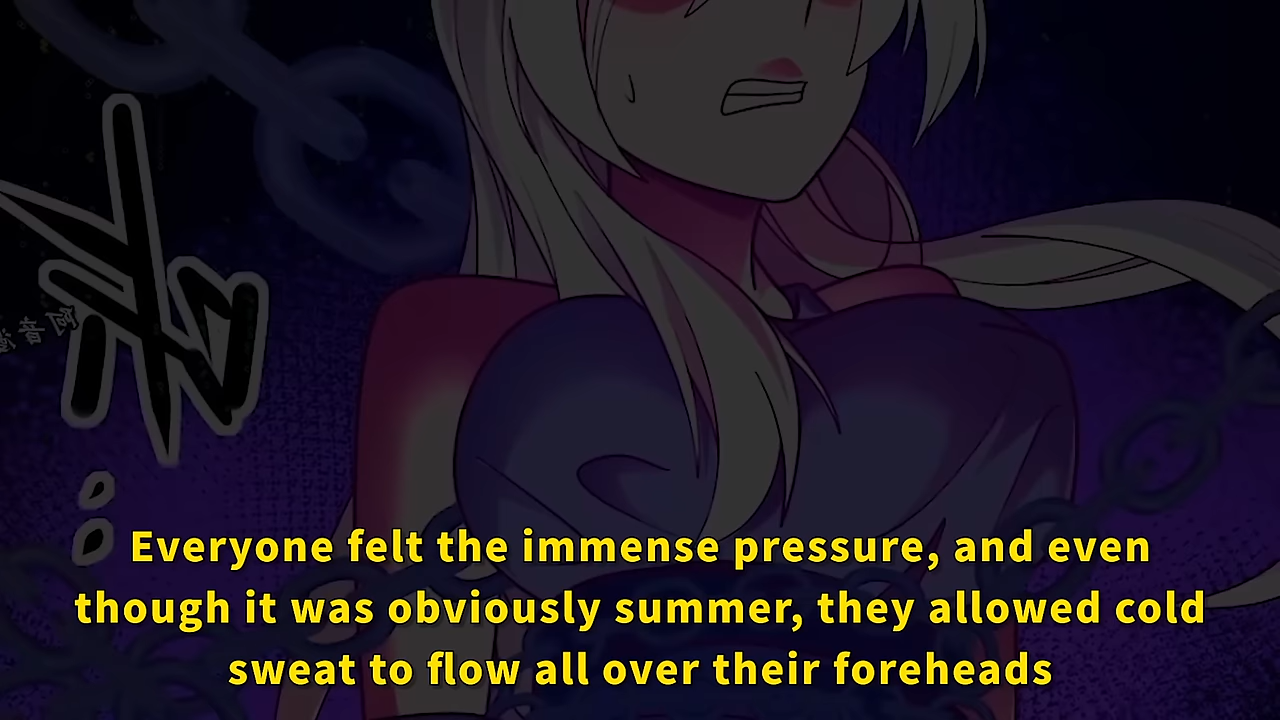 Everyone felt the immense pressure, and even
though it was obviously summer, they allowed cold
sweat to flow all over their foreheads